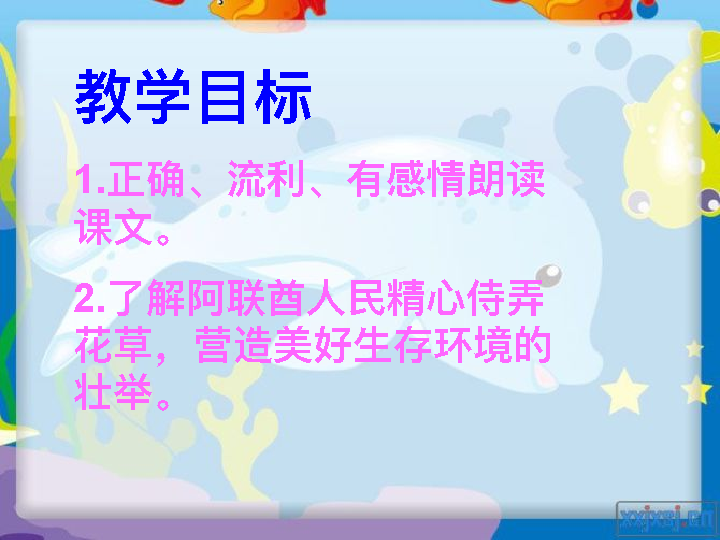 教学目标
1.正确、流利、有感情朗读
课文。
2.了解阿联酋人民精心侍弄
花草，营造美好生存环境的
壮举。
xxjxsj.cn